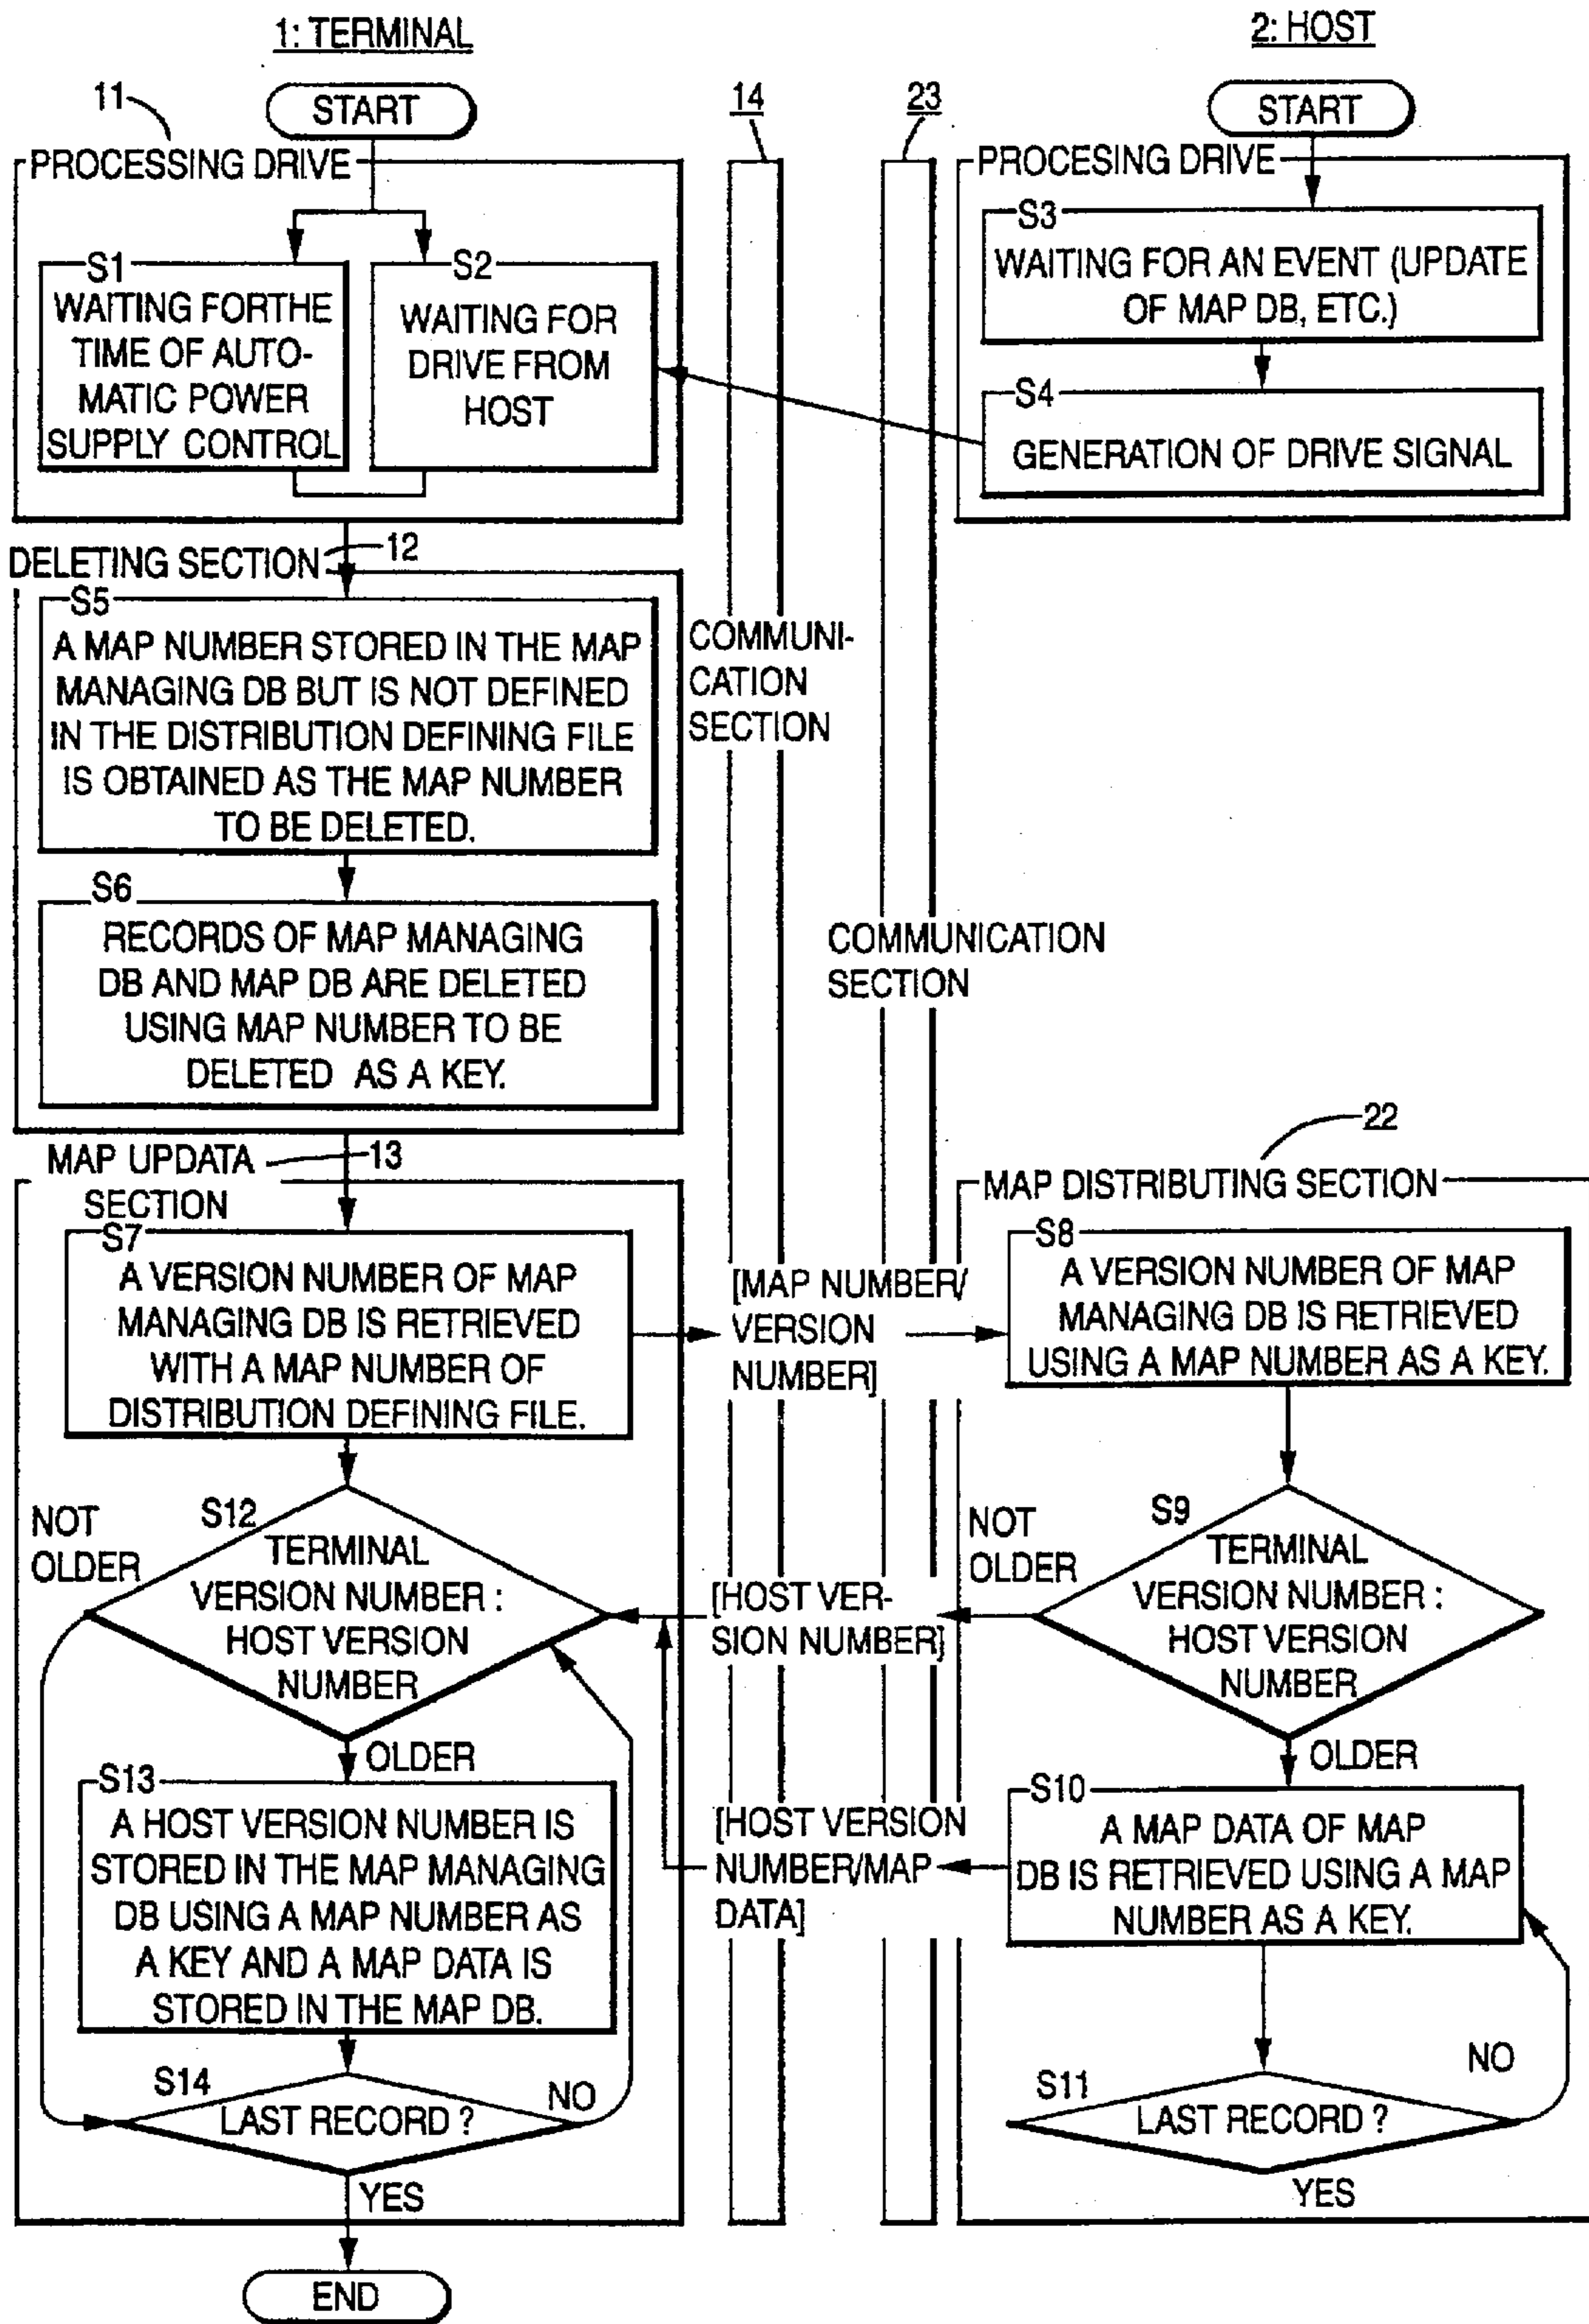 1: TERMINAL
2: HOST
11
START
14
23
START
PROCESSING DRIVE
PROCESING DRIVE
S1
WAITING FORTHE
TIME OF AUTO-
MATIC POWER
SUPPLY CONTROL
S2
WAITING FOR
DRIVE FROM
HOST
S3
WAITING FOR AN EVENT (UPDATE
OF MAP DB, ETC.)
S4
GENERATION OF DRIVE SIGNAL
DELETING SECTION
12
S5
A MAP NUMBER STORED IN THE MAP
MANAGING DB BUT IS NOT DEFINED
IN THE DISTRIBUTION DEFINING FILE
IS OBTAINED AS THE MAP NUMBER
TO BE DELETED.
COMMUNI-
CATION
SECTION
S6
RECORDS OF MAP MANAGING
DB AND MAP DB ARE DELETED
USING MAP NUMBER TO BE
DELETED AS A KEY.
COMMUNICATION
SECTION
MAP UPDATA
SECTION
13
22
MAP DISTRIBUTING SECTION
S7
A VERSION NUMBER OF MAP
MANAGING DB IS RETRIEVED
WITH A MAP NUMBER OF
DISTRIBUTION DEFINING FILE.
[MAP NUMBER/
VERSION
NUMBER]
S8
A VERSION NUMBER OF MAP
MANAGING DB IS RETRIEVED
USING A MAP NUMBER AS A KEY.
NOT
OLDER
S12
TERMINAL
VERSION NUMBER :
HOST VERSION
NUMBER
OLDER
[HOST VER-
SION NUMBER]
NOT
OLDER
S9
TERMINAL
VERSION NUMBER :
HOST VERSION
NUMBER
OLDER
S13
A HOST VERSION NUMBER IS
STORED IN THE MAP MANAGING
DB USING A MAP NUMBER AS
A KEY AND A MAP DATA IS
STORED IN THE MAP DB.
[HOST VERSION
NUMBER/MAP
DATA]
S10
A MAP DATA OF MAP
DB IS RETRIEVED USING A MAP
NUMBER AS A KEY.
S14
LAST RECORD ?
NO
YES
S11
LAST RECORD ?
NO
YES
END